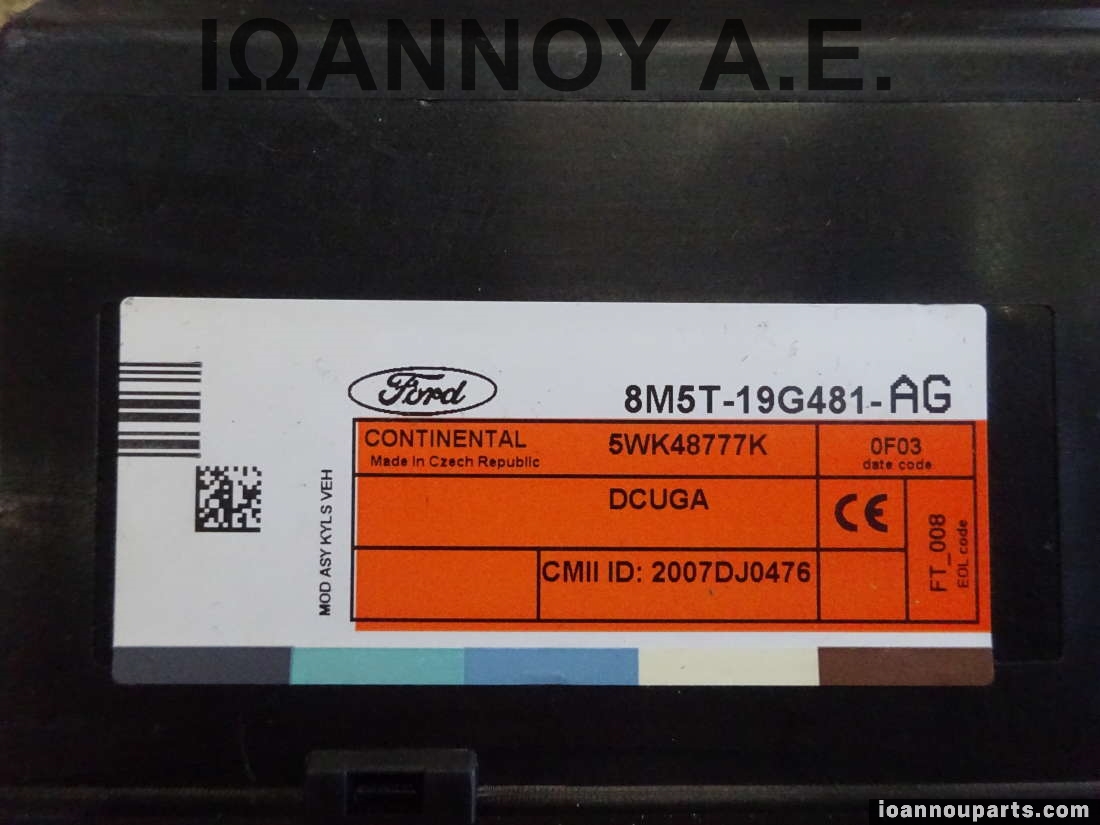 ΙΩΑΝΝΟΥ Α.Ε.
Ford
8M5T-19G481-AG
CONTINENTAL
Made in Czech Republic
5WK48777K
0F03
date code
DCUGA
CE
CMII ID: 2007DJ0476
FT_008
EOL code
MOD ASY KYLS VEH
ioannouparts.com